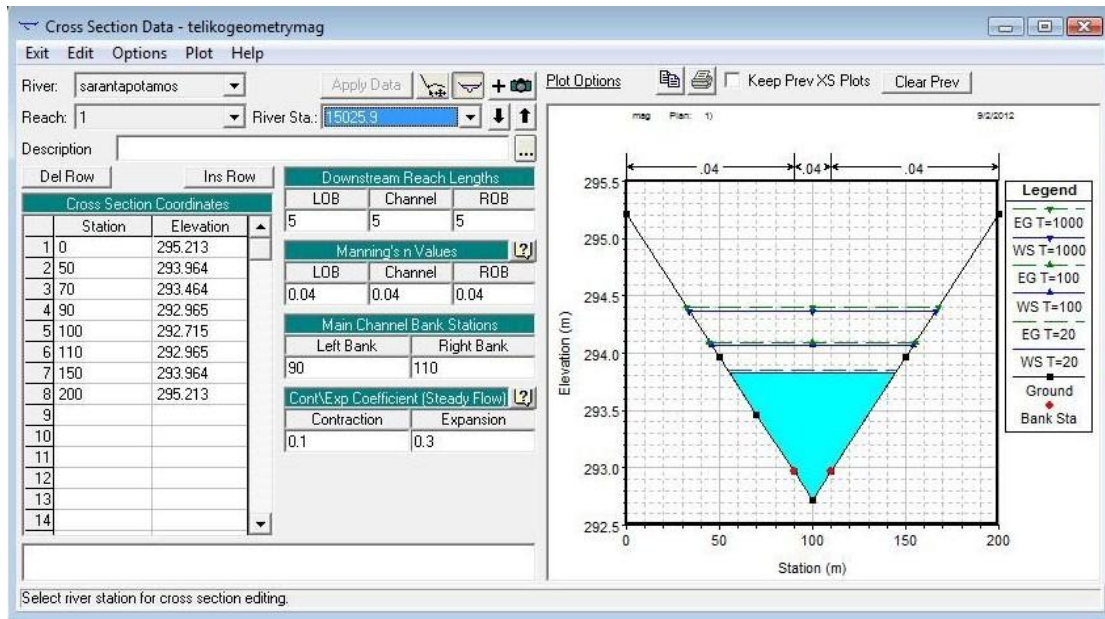 Cross Section Data - telikogeometrymag
Exit Edit Options Plot Help
River: sarantapotamos Apply Data
Reach: 1 River Sta.: 15025.9
Description ...
Del Row Ins Row
Cross Section Coordinates
Station Elevation
1 0 295.213
2 50 293.964
3 70 293.464
4 90 292.965
5 100 292.715
6 110 292.965
7 150 293.964
8 200 295.213
9
10
11
12
13
14
Downstream Reach Lengths
LOB Channel ROB
5 5 5
Manning's n Values ?
LOB Channel ROB
0.04 0.04 0.04
Main Channel Bank Stations
Left Bank Right Bank
90 110
Cont\Exp Coefficient (Steady Flow) ?
Contraction Expansion
0.1 0.3
Select river station for cross section editing.
Plot Options Keep Prev XS Plots Clear Prev
mag Plan: 1) 9/2/2012
.04 .04 .04
295.5
295.0
294.5
294.0
293.5
293.0
292.5
Elevation (m)
0 50 100 150 200
Station (m)
Legend
EG T=1000
WS T=1000
EG T=100
WS T=100
EG T=20
WS T=20
Ground
Bank Sta